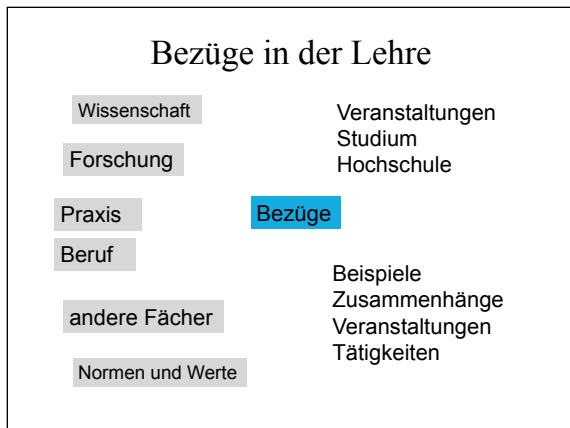 Bezüge in der Lehre
Wissenschaft
Forschung
Praxis
Beruf
andere Fächer
Normen und Werte
Bezüge
Veranstaltungen
Studium
Hochschule
Beispiele
Zusammenhänge
Veranstaltungen
Tätigkeiten